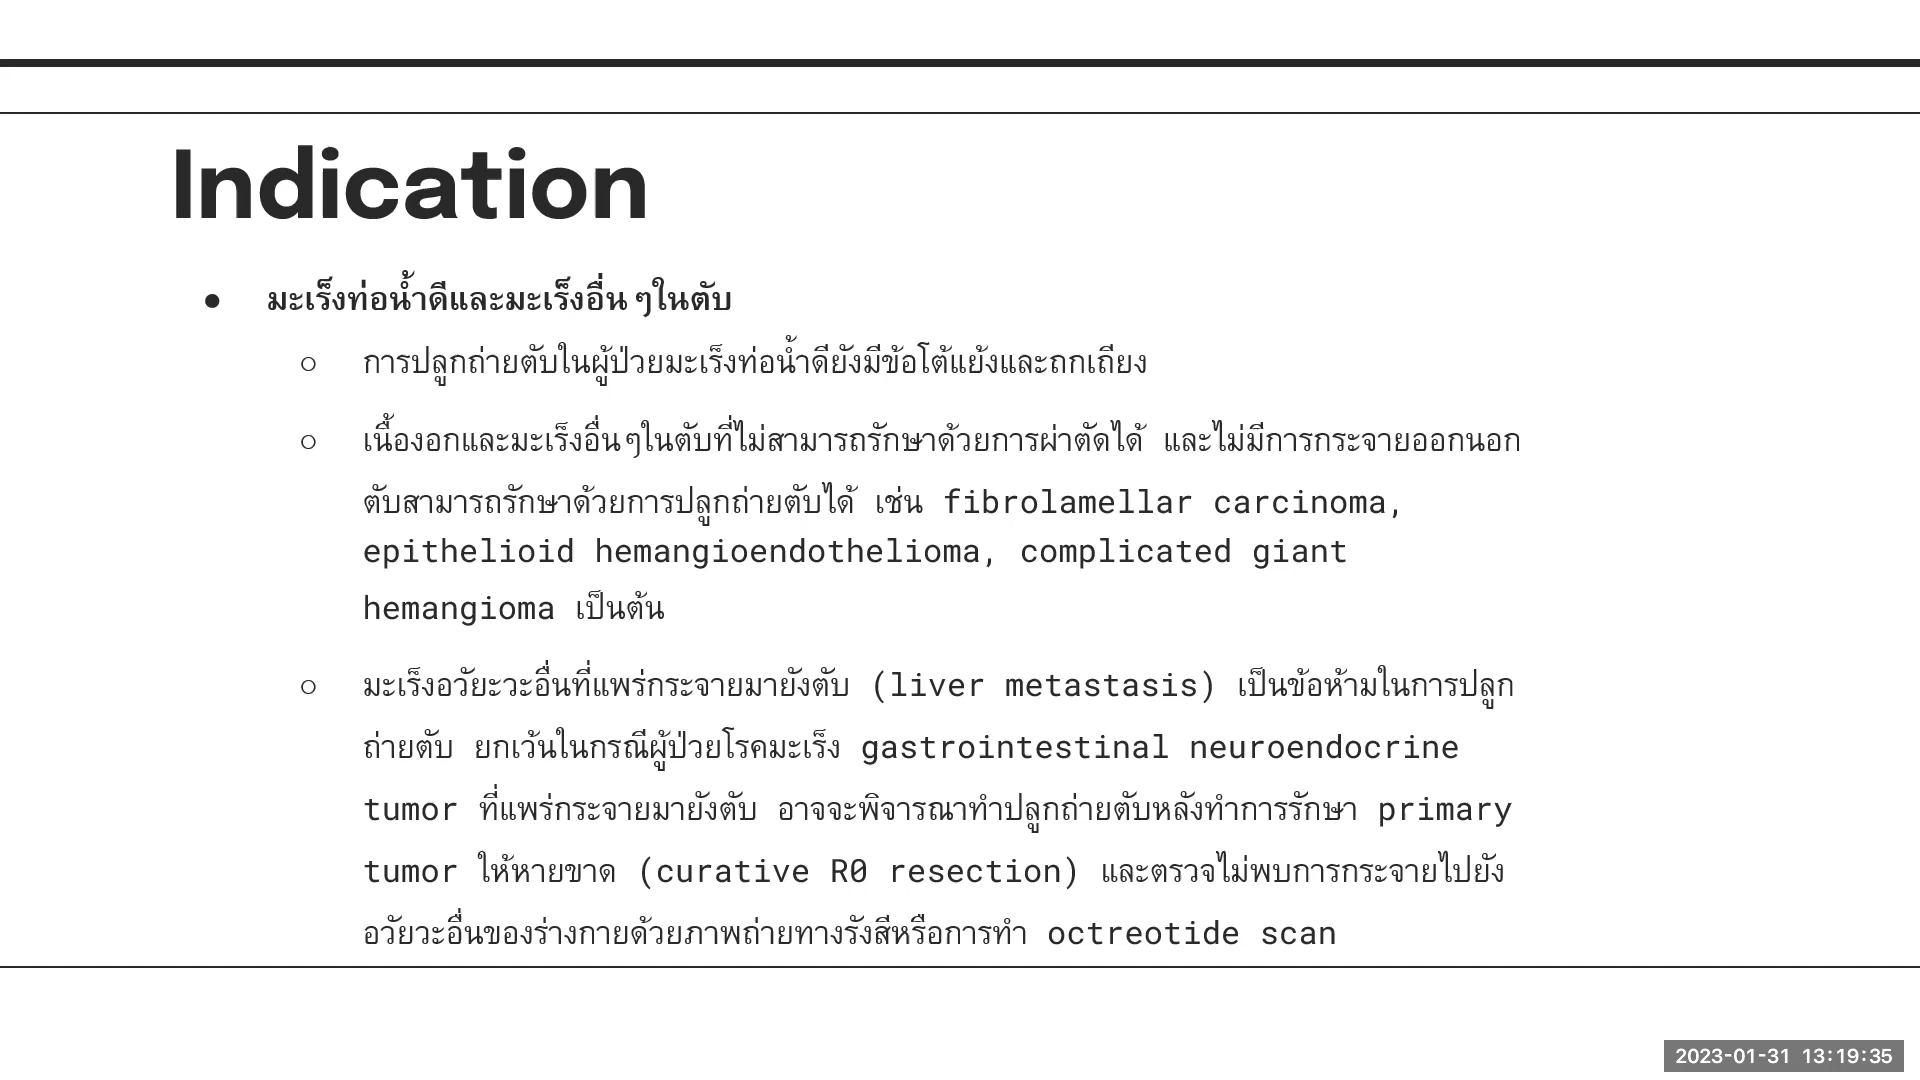 Indication
● มะเร็งท่อน้ำดีและมะเร็งอื่นๆในตับ
○ การปลูกถ่ายตับในผู้ป่วยมะเร็งท่อน้ำดียังมีข้อโต้แย้งและถกเถียง
○ เนื้องอกและมะเร็งอื่นๆในตับที่ไม่สามารถรักษาด้วยการผ่าตัดได้ และไม่มีการกระจายออกนอก
ตับสามารถรักษาด้วยการปลูกถ่ายตับได้ เช่น fibrolamellar carcinoma,
epithelioid hemangioendothelioma, complicated giant
hemangioma เป็นต้น
○ มะเร็งอวัยะวะอื่นที่แพร่กระจายมายังตับ (liver metastasis) เป็นข้อห้ามในการปลูก
ถ่ายตับ ยกเว้นในกรณีผู้ป่วยโรคมะเร็ง gastrointestinal neuroendocrine
tumor ที่แพร่กระจายมายังตับ อาจจะพิจารณาทำปลูกถ่ายตับหลังทำการรักษา primary
tumor ให้หายขาด (curative R0 resection) และตรวจไม่พบการกระจายไปยัง
อวัยวะอื่นของร่างกายด้วยภาพถ่ายทางรังสีหรือการทำ octreotide scan
2023-01-31 13:19:35